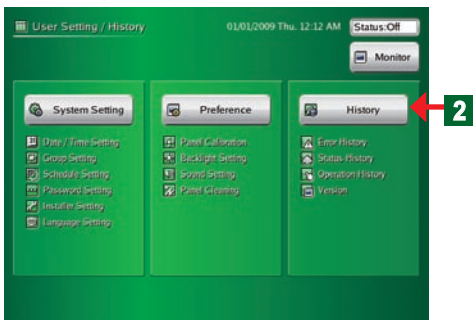 User Setting / History
01/01/2009 Thu. 12:12 AM
Status:Off
Monitor
System Setting
Date / Time Setting
Group Setting
Schedule Setting
Password Setting
Installer Setting
Language Setting
Preference
Panel Calibration
Backlight Setting
Sound Setting
Panel Cleaning
History
Error History
Status History
Operation History
Version
2